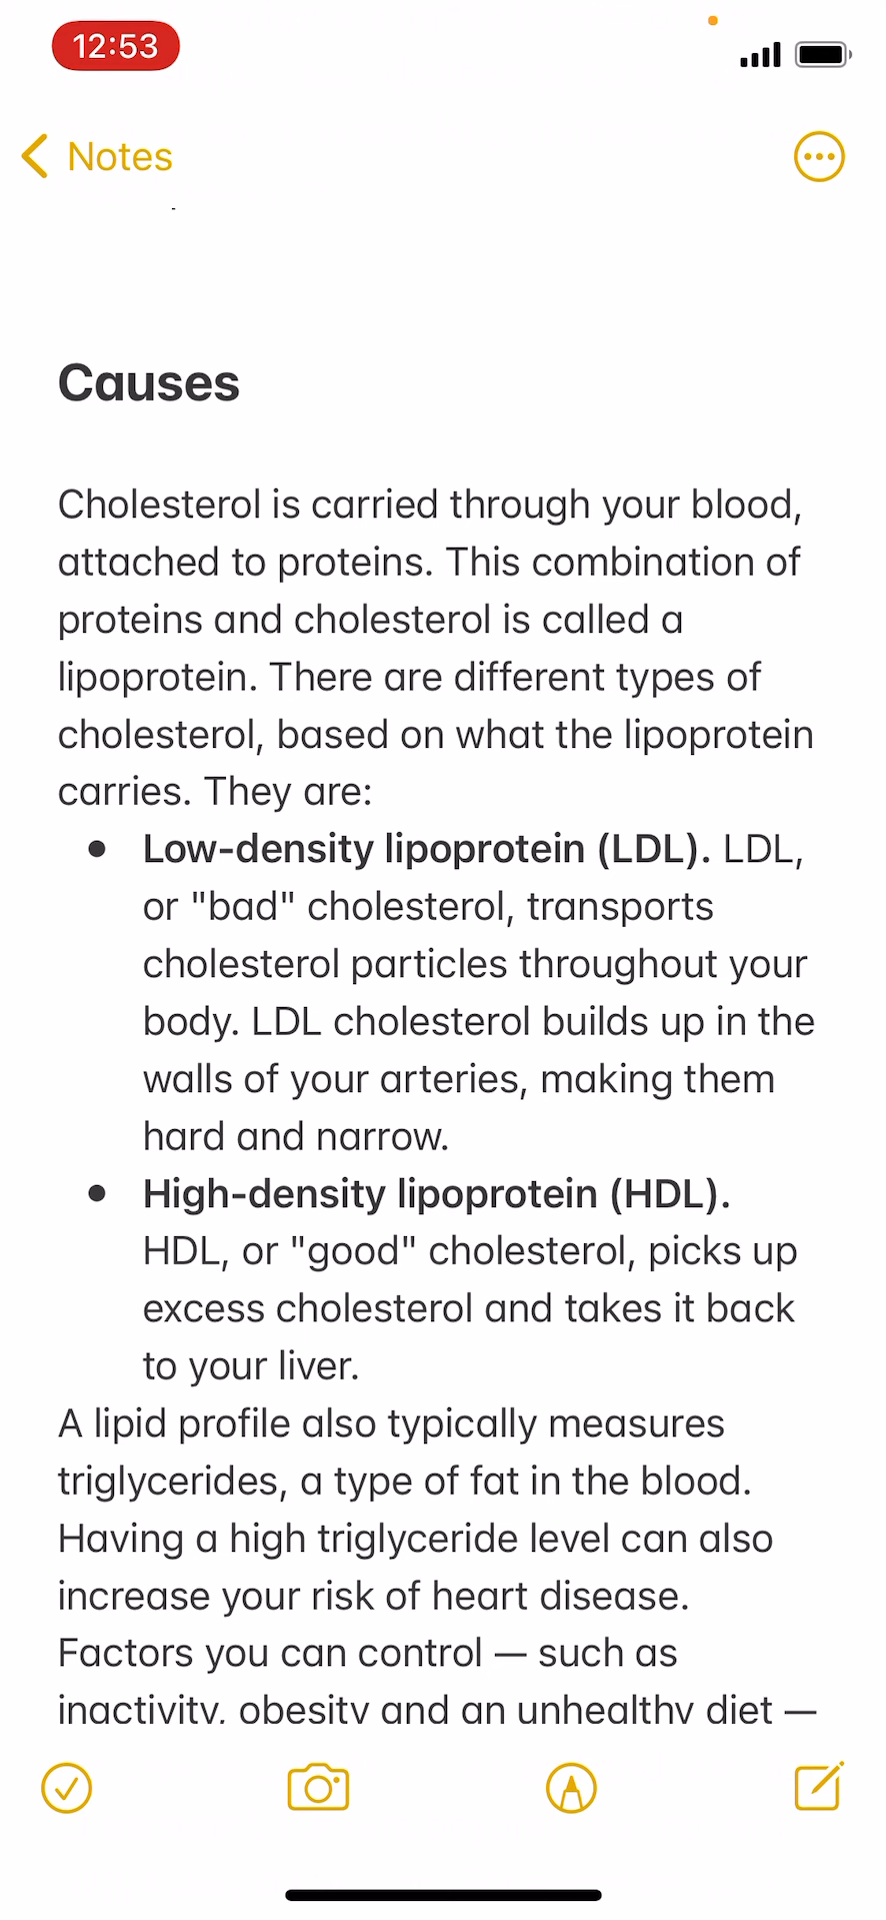 12:53
Notes
Causes
Cholesterol is carried through your blood,
attached to proteins. This combination of
proteins and cholesterol is called a
lipoprotein. There are different types of
cholesterol, based on what the lipoprotein
carries. They are:
• Low-density lipoprotein (LDL). LDL,
or "bad" cholesterol, transports
cholesterol particles throughout your
body. LDL cholesterol builds up in the
walls of your arteries, making them
hard and narrow.
• High-density lipoprotein (HDL).
HDL, or "good" cholesterol, picks up
excess cholesterol and takes it back
to your liver.
A lipid profile also typically measures
triglycerides, a type of fat in the blood.
Having a high triglyceride level can also
increase your risk of heart disease.
Factors you can control — such as
inactivity, obesity and an unhealthy diet —